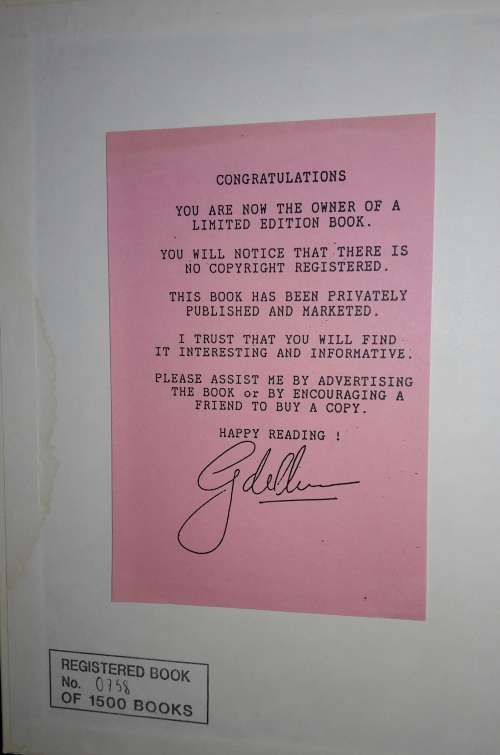 CONGRATULATIONS
YOU ARE NOW THE OWNER OF A
LIMITED EDITION BOOK.
YOU WILL NOTICE THAT THERE IS
NO COPYRIGHT REGISTERED.
THIS BOOK HAS BEEN PRIVATELY
PUBLISHED AND MARKETED.
I TRUST THAT YOU WILL FIND
IT INTERESTING AND INFORMATIVE.
PLEASE ASSIST ME BY ADVERTISING
THE BOOK or BY ENCOURAGING A
FRIEND TO BUY A COPY.
HAPPY READING !
REGISTERED BOOK
No.
OF 1500 BOOKS